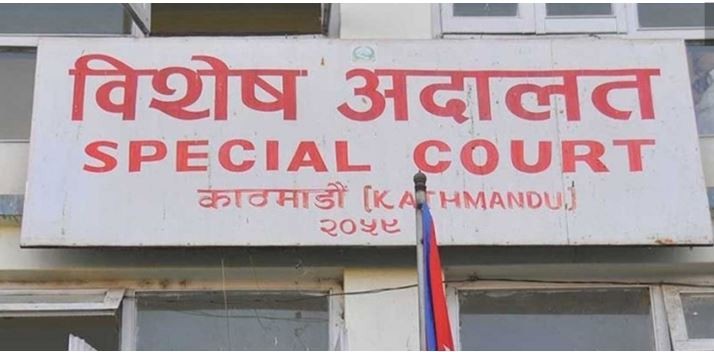 विशेष अदालत
SPECIAL COURT
काठमाडौं [KATHMANDU]
२०५९